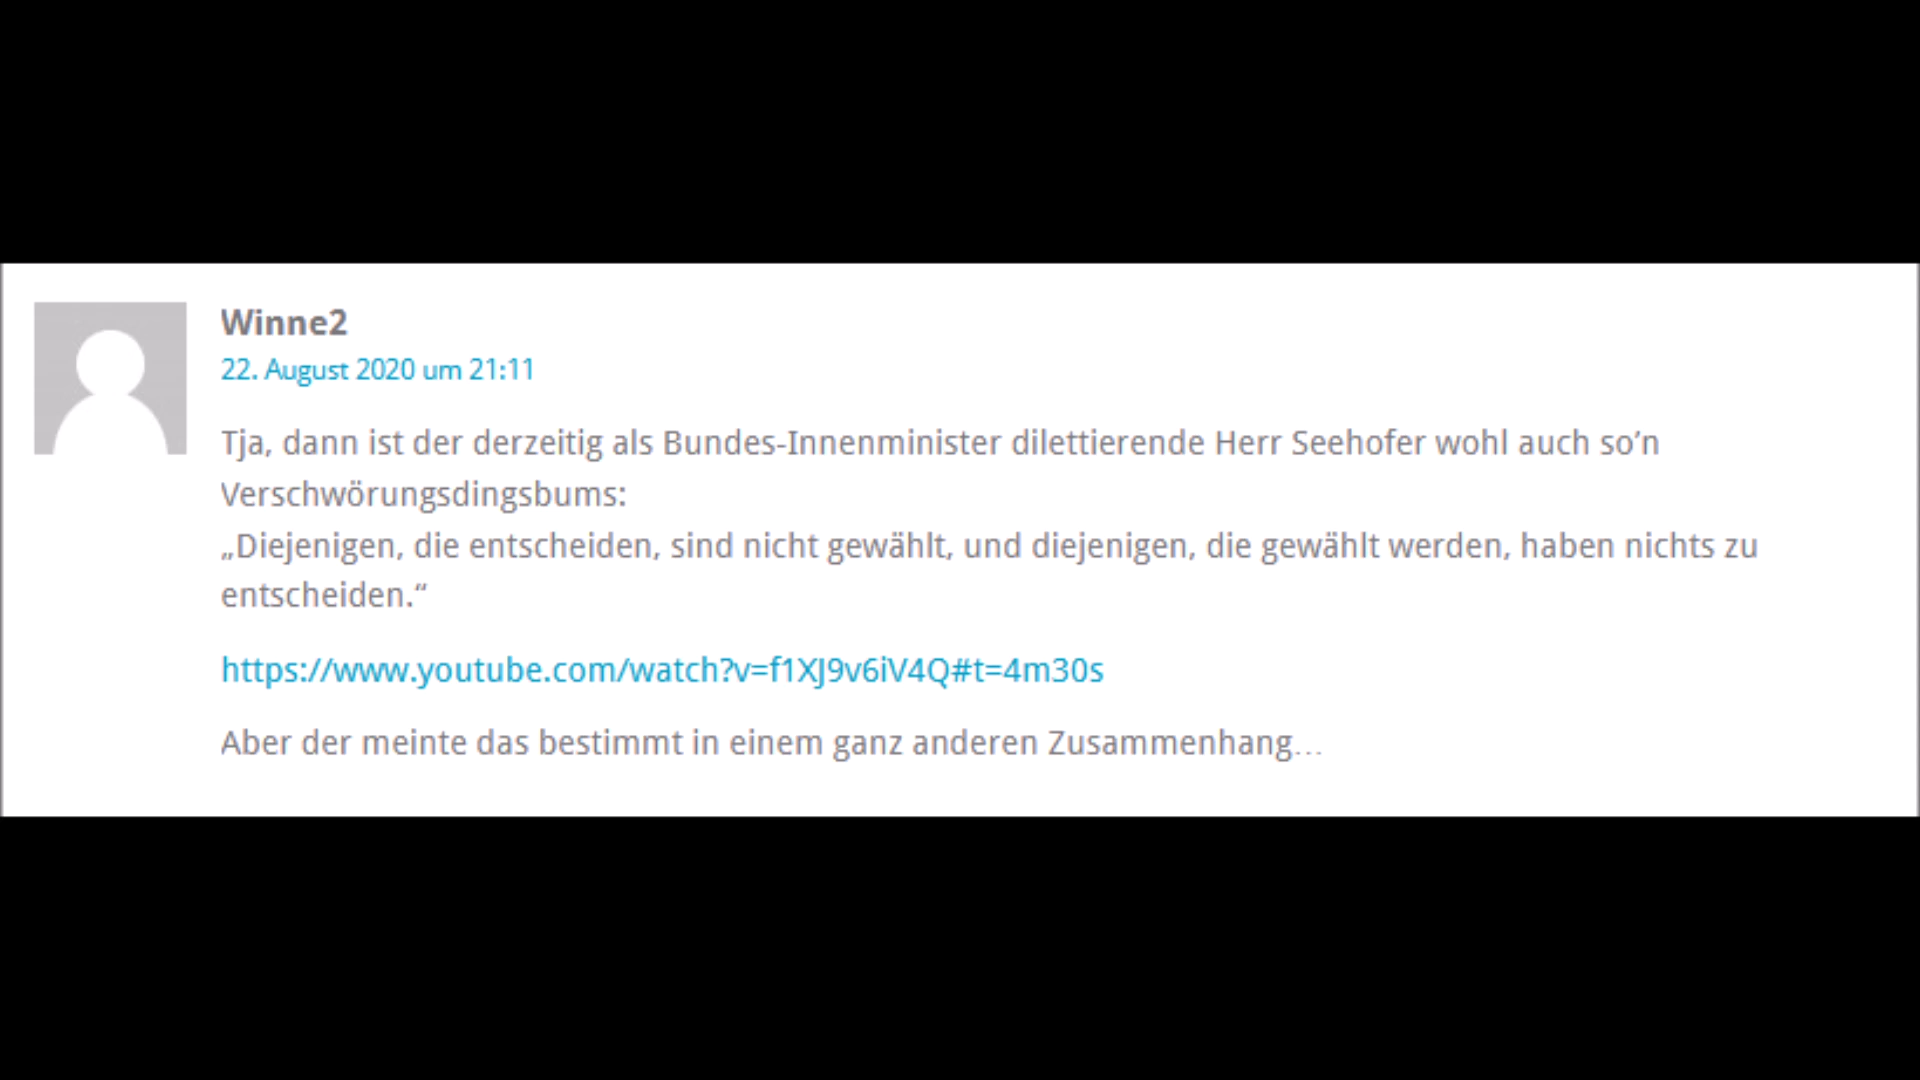 Winne2
22. August 2020 um 21:11
Tja, dann ist der derzeitig als Bundes-Innenminister dilettierende Herr Seehofer wohl auch so’n
Verschwörungsdingsbums:
„Diejenigen, die entscheiden, sind nicht gewählt, und diejenigen, die gewählt werden, haben nichts zu
entscheiden.“
https://www.youtube.com/watch?v=f1XJ9v6iV4Q#t=4m30s
Aber der meinte das bestimmt in einem ganz anderen Zusammenhang…